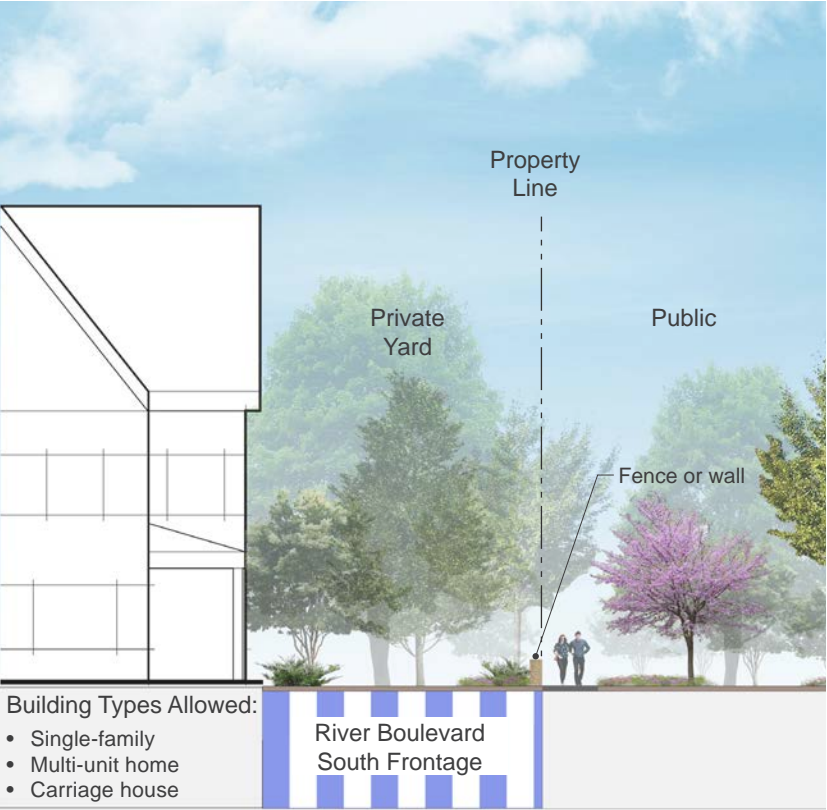 Property
Line
Private
Yard
Public
Fence or wall
Building Types Allowed:
• Single-family
• Multi-unit home
• Carriage house
River Boulevard
South Frontage